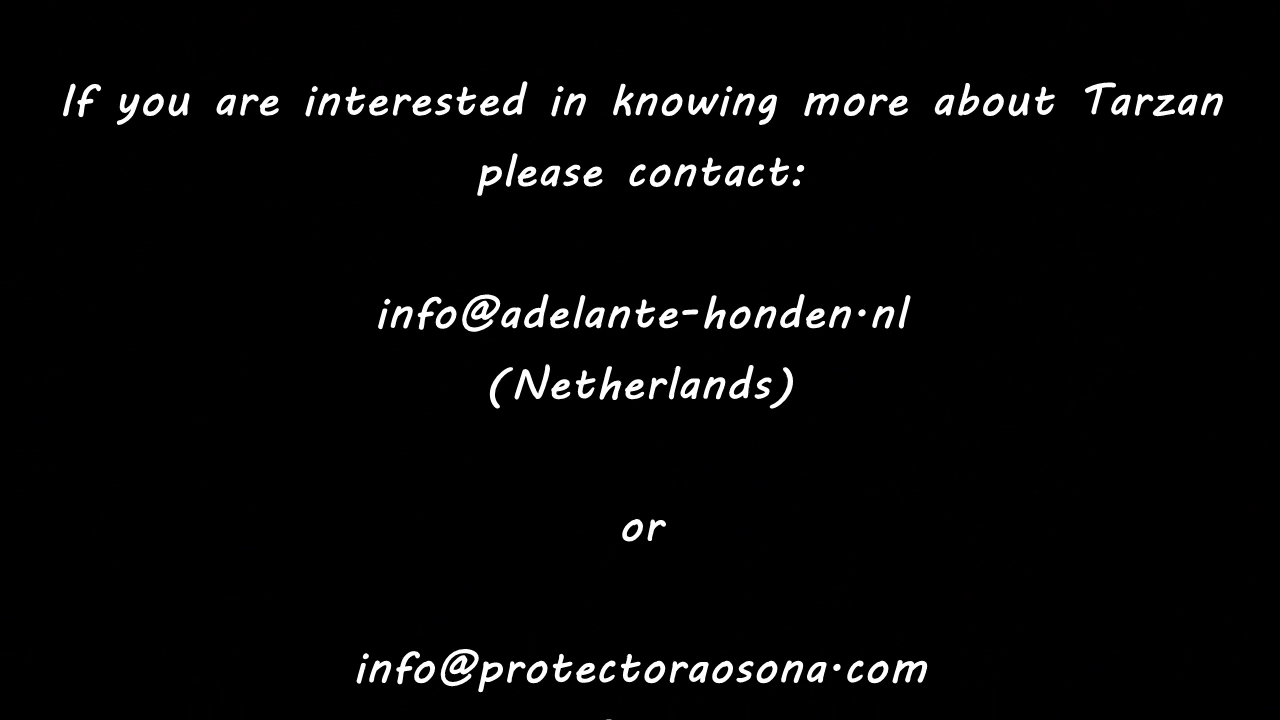 If you are interested in knowing more about Tarzan
please contact:
info@adelante-honden.nl
(Netherlands)
or
info@protectoraosona.com